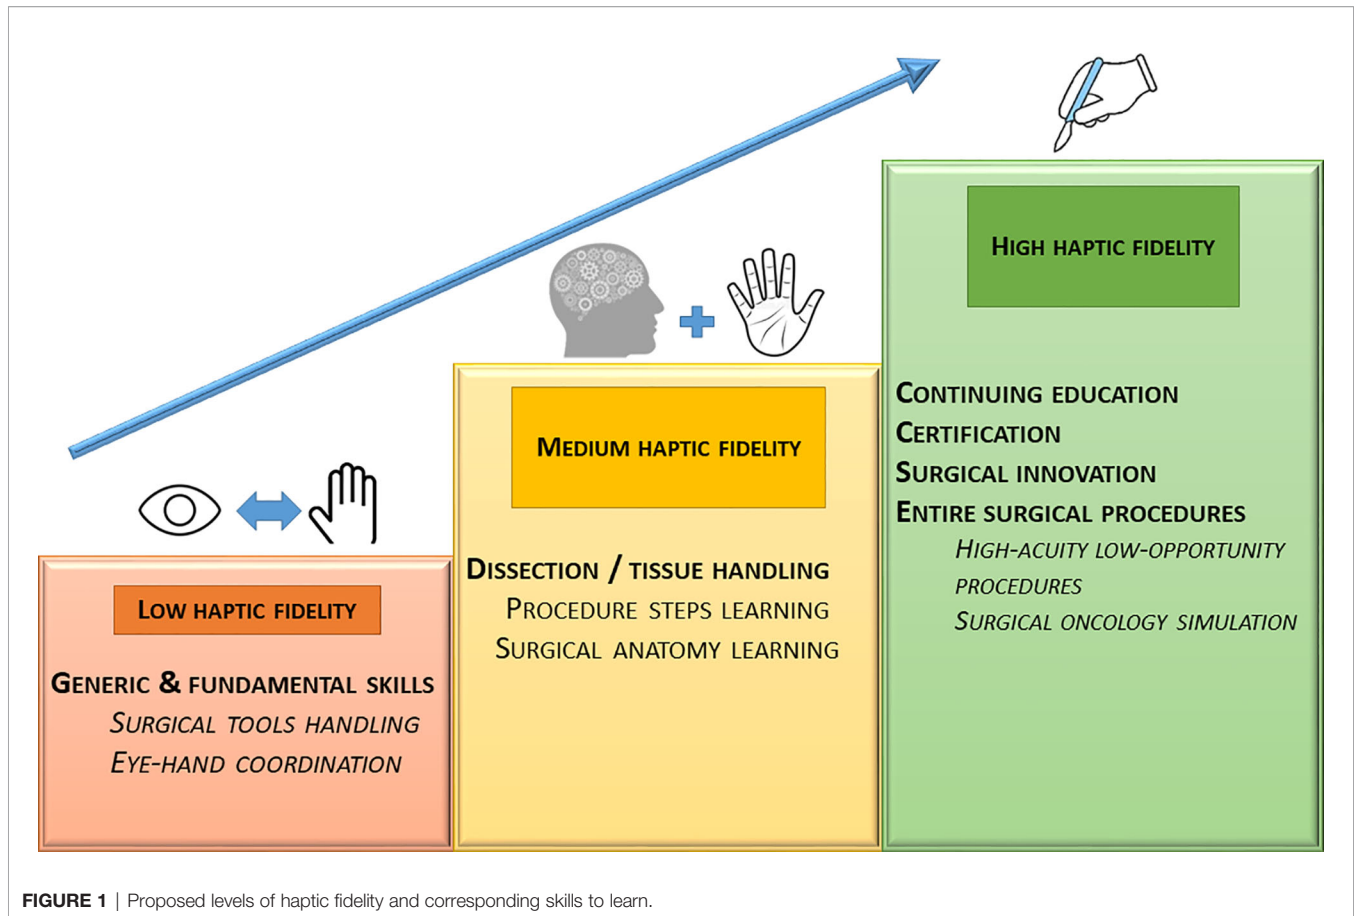 HIGH HAPTIC FIDELITY
CONTINUING EDUCATION
CERTIFICATION
SURGICAL INNOVATION
ENTIRE SURGICAL PROCEDURES
HIGH-ACUITY LOW-OPPORTUNITY
PROCEDURES
SURGICAL ONCOLOGY SIMULATION
MEDIUM HAPTIC FIDELITY
DISSECTION / TISSUE HANDLING
PROCEDURE STEPS LEARNING
SURGICAL ANATOMY LEARNING
LOW HAPTIC FIDELITY
GENERIC & FUNDAMENTAL SKILLS
SURGICAL TOOLS HANDLING
EYE-HAND COORDINATION
FIGURE 1 | Proposed levels of haptic fidelity and corresponding skills to learn.